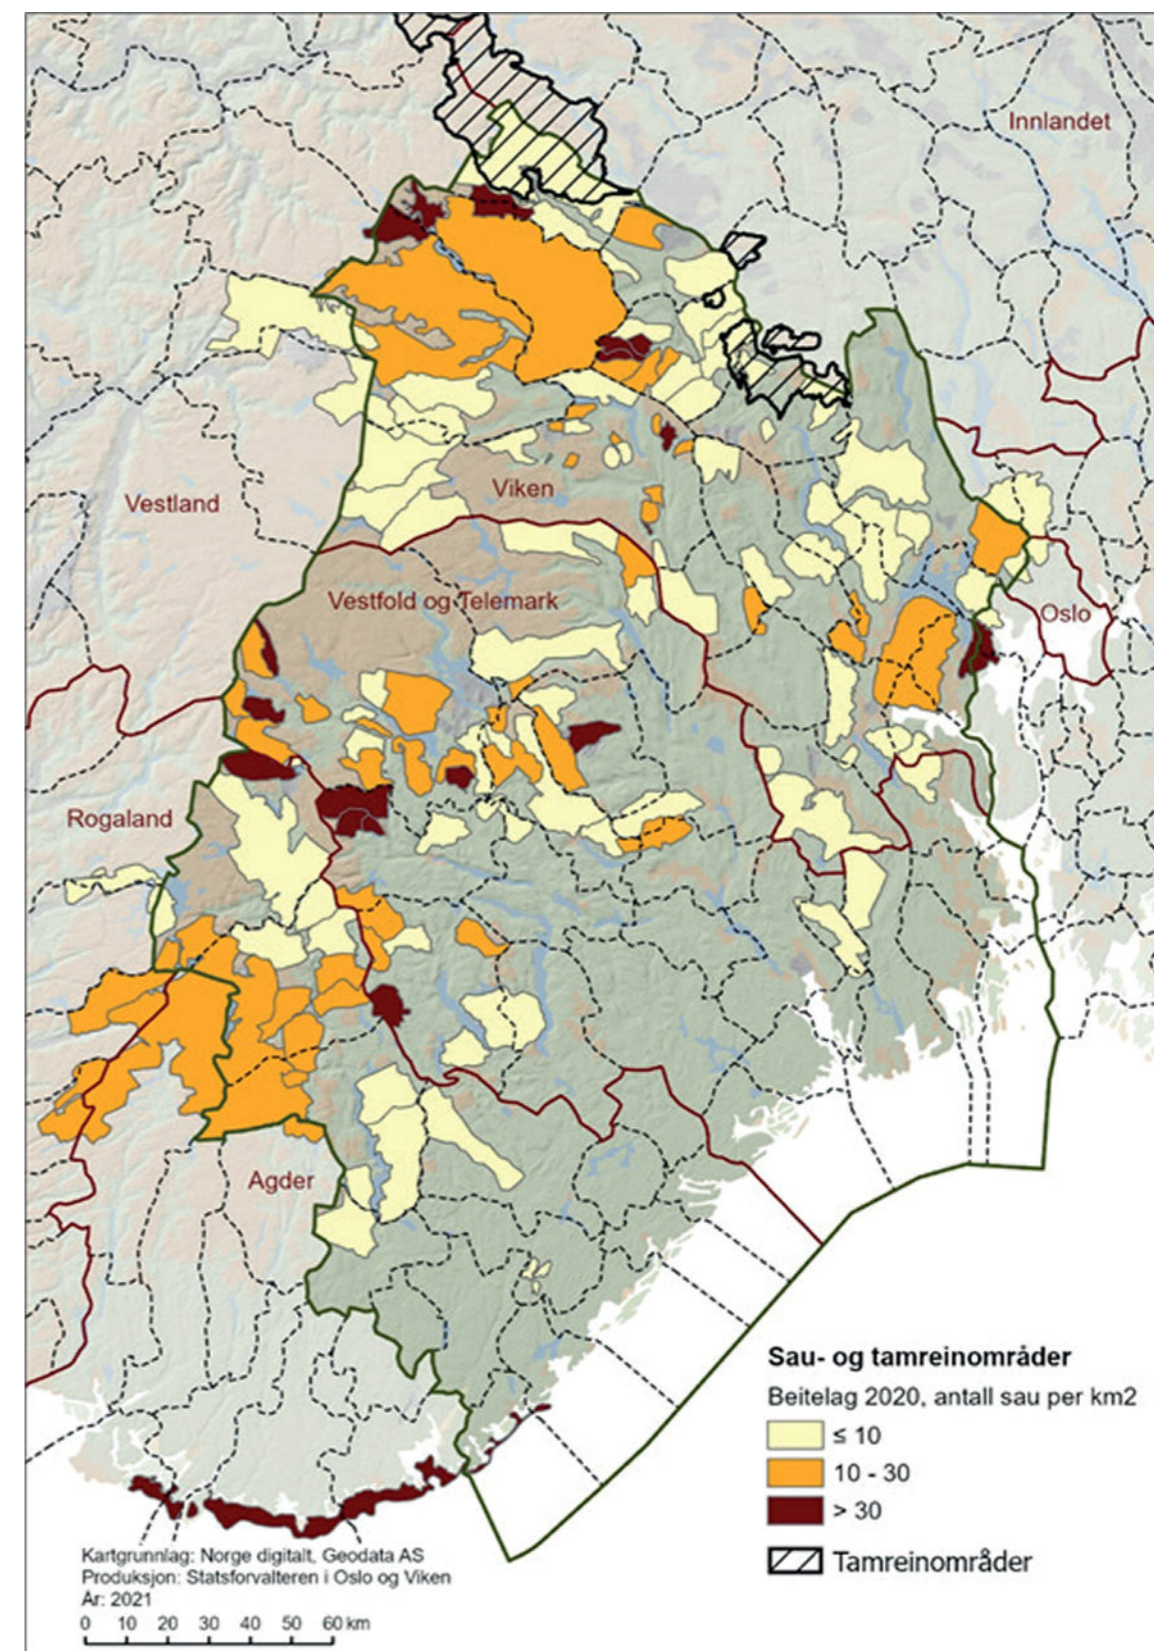 Innlandet
Vestland
Viken
Vestfold og Telemark
Oslo
Rogaland
Agder
Sau- og tamreinområder
Beitelag 2020, antall sau per km2
≤ 10
10 - 30
> 30
Tamreinområder
Kartgrunnlag: Norge digitalt, Geodata AS
Produksjon: Statsforvalteren i Oslo og Viken
År: 2021
0 10 20 30 40 50 60 km